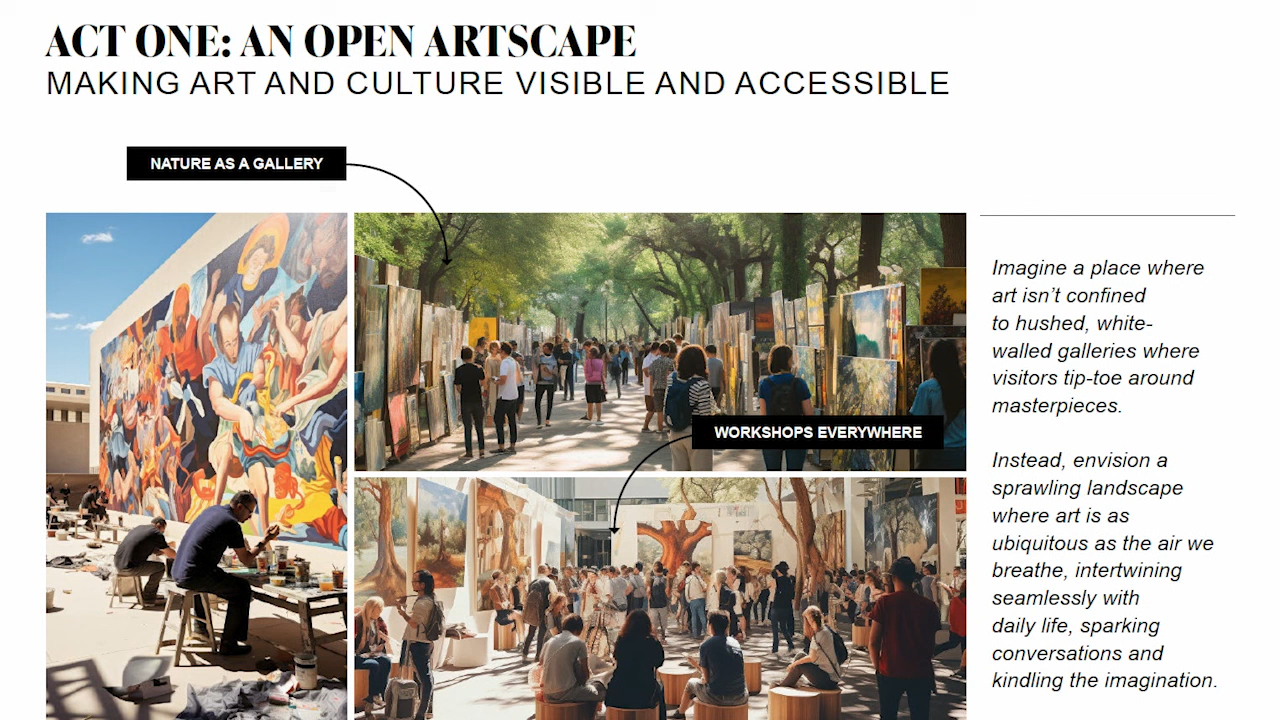 ACT ONE: AN OPEN ARTSCAPE
MAKING ART AND CULTURE VISIBLE AND ACCESSIBLE
NATURE AS A GALLERY
WORKSHOPS EVERYWHERE
Imagine a place where
art isn’t confined
to hushed, white-
walled galleries where
visitors tip-toe around
masterpieces.
Instead, envision a
sprawling landscape
where art is as
ubiquitous as the air we
breathe, intertwining
seamlessly with
daily life, sparking
conversations and
kindling the imagination.